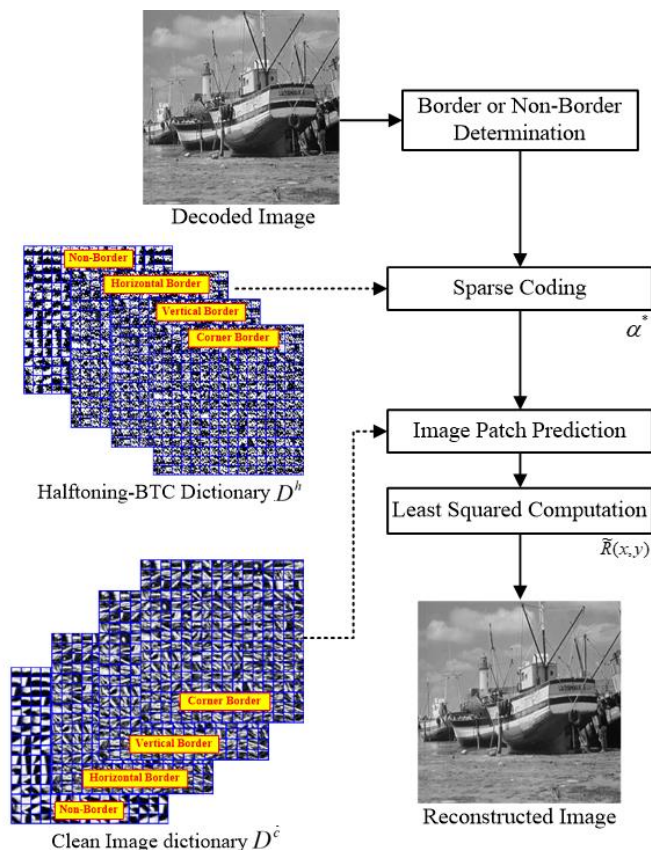 Border or Non-Border
Determination
Decoded Image
Non-Border
Horizontal Border
Vertical Border
Corner Border
Sparse Coding
α*
Halftoning-BTC Dictionary D^h
Image Patch Prediction
Least Squared Computation
R̃(x,y)
Corner Border
Vertical Border
Horizontal Border
Non-Border
Clean Image dictionary D^ċ
Reconstructed Image